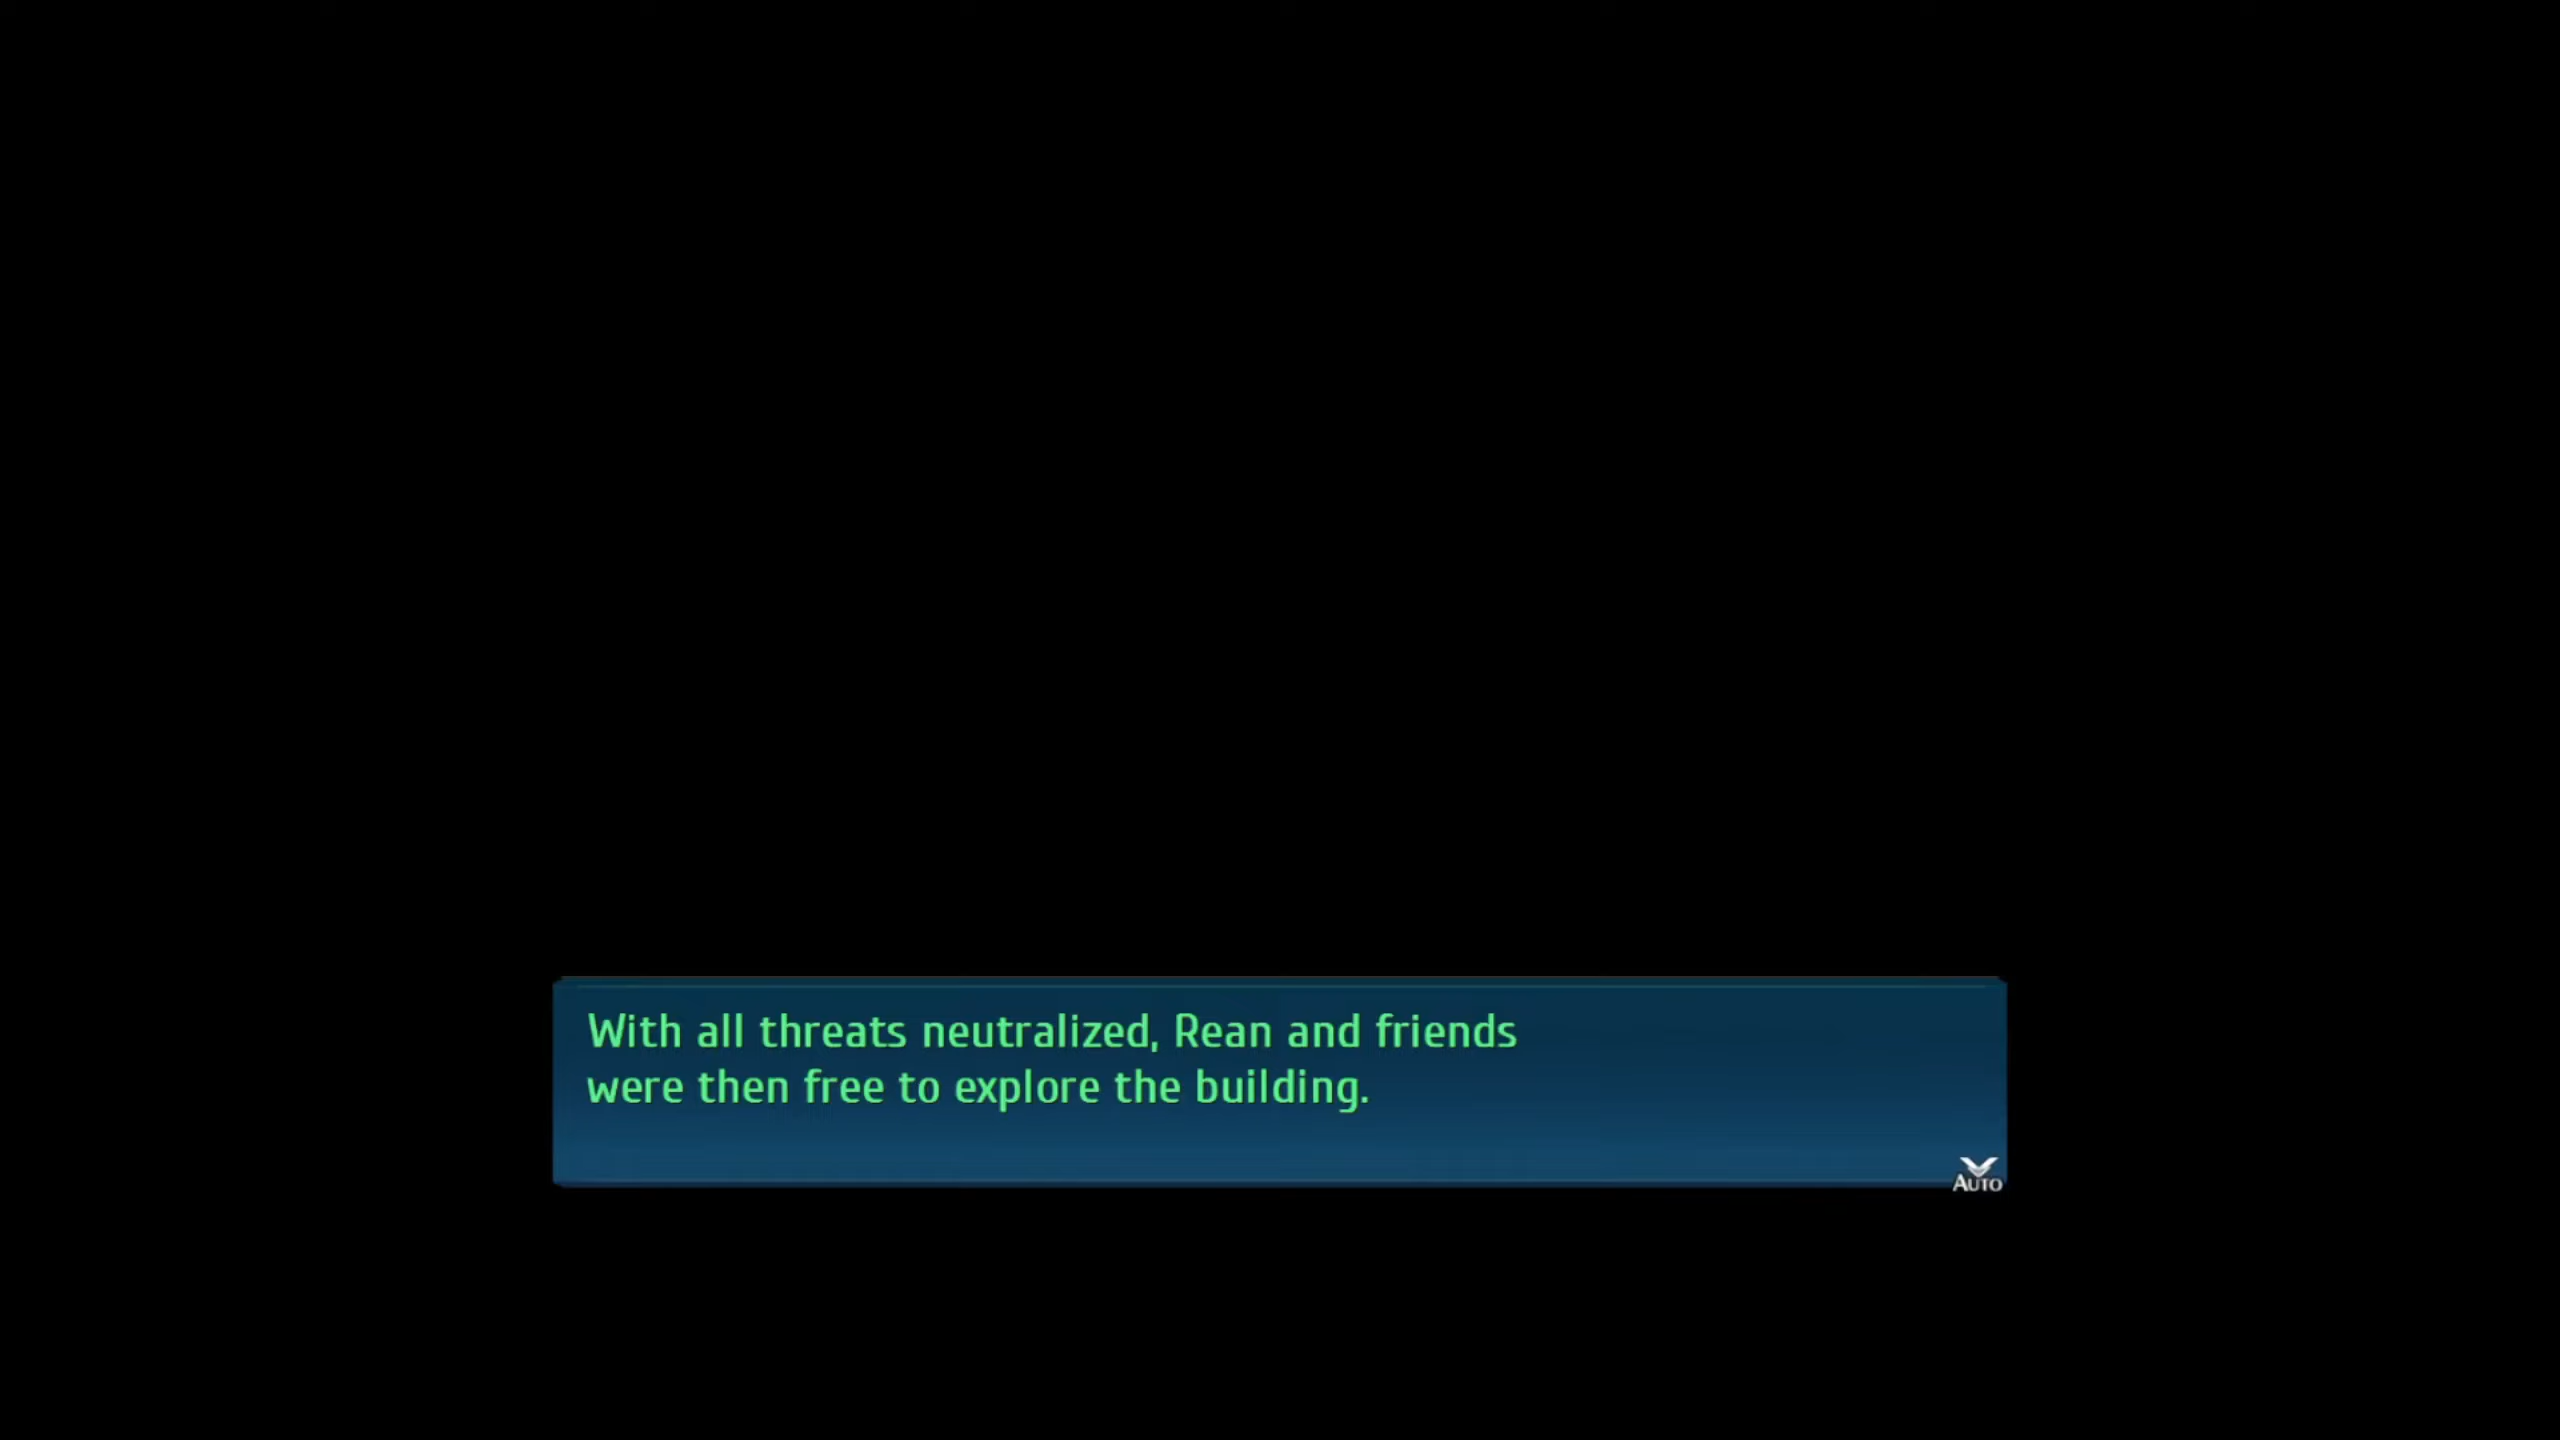 With all threats neutralized, Rean and friends
were then free to explore the building.
AUTO